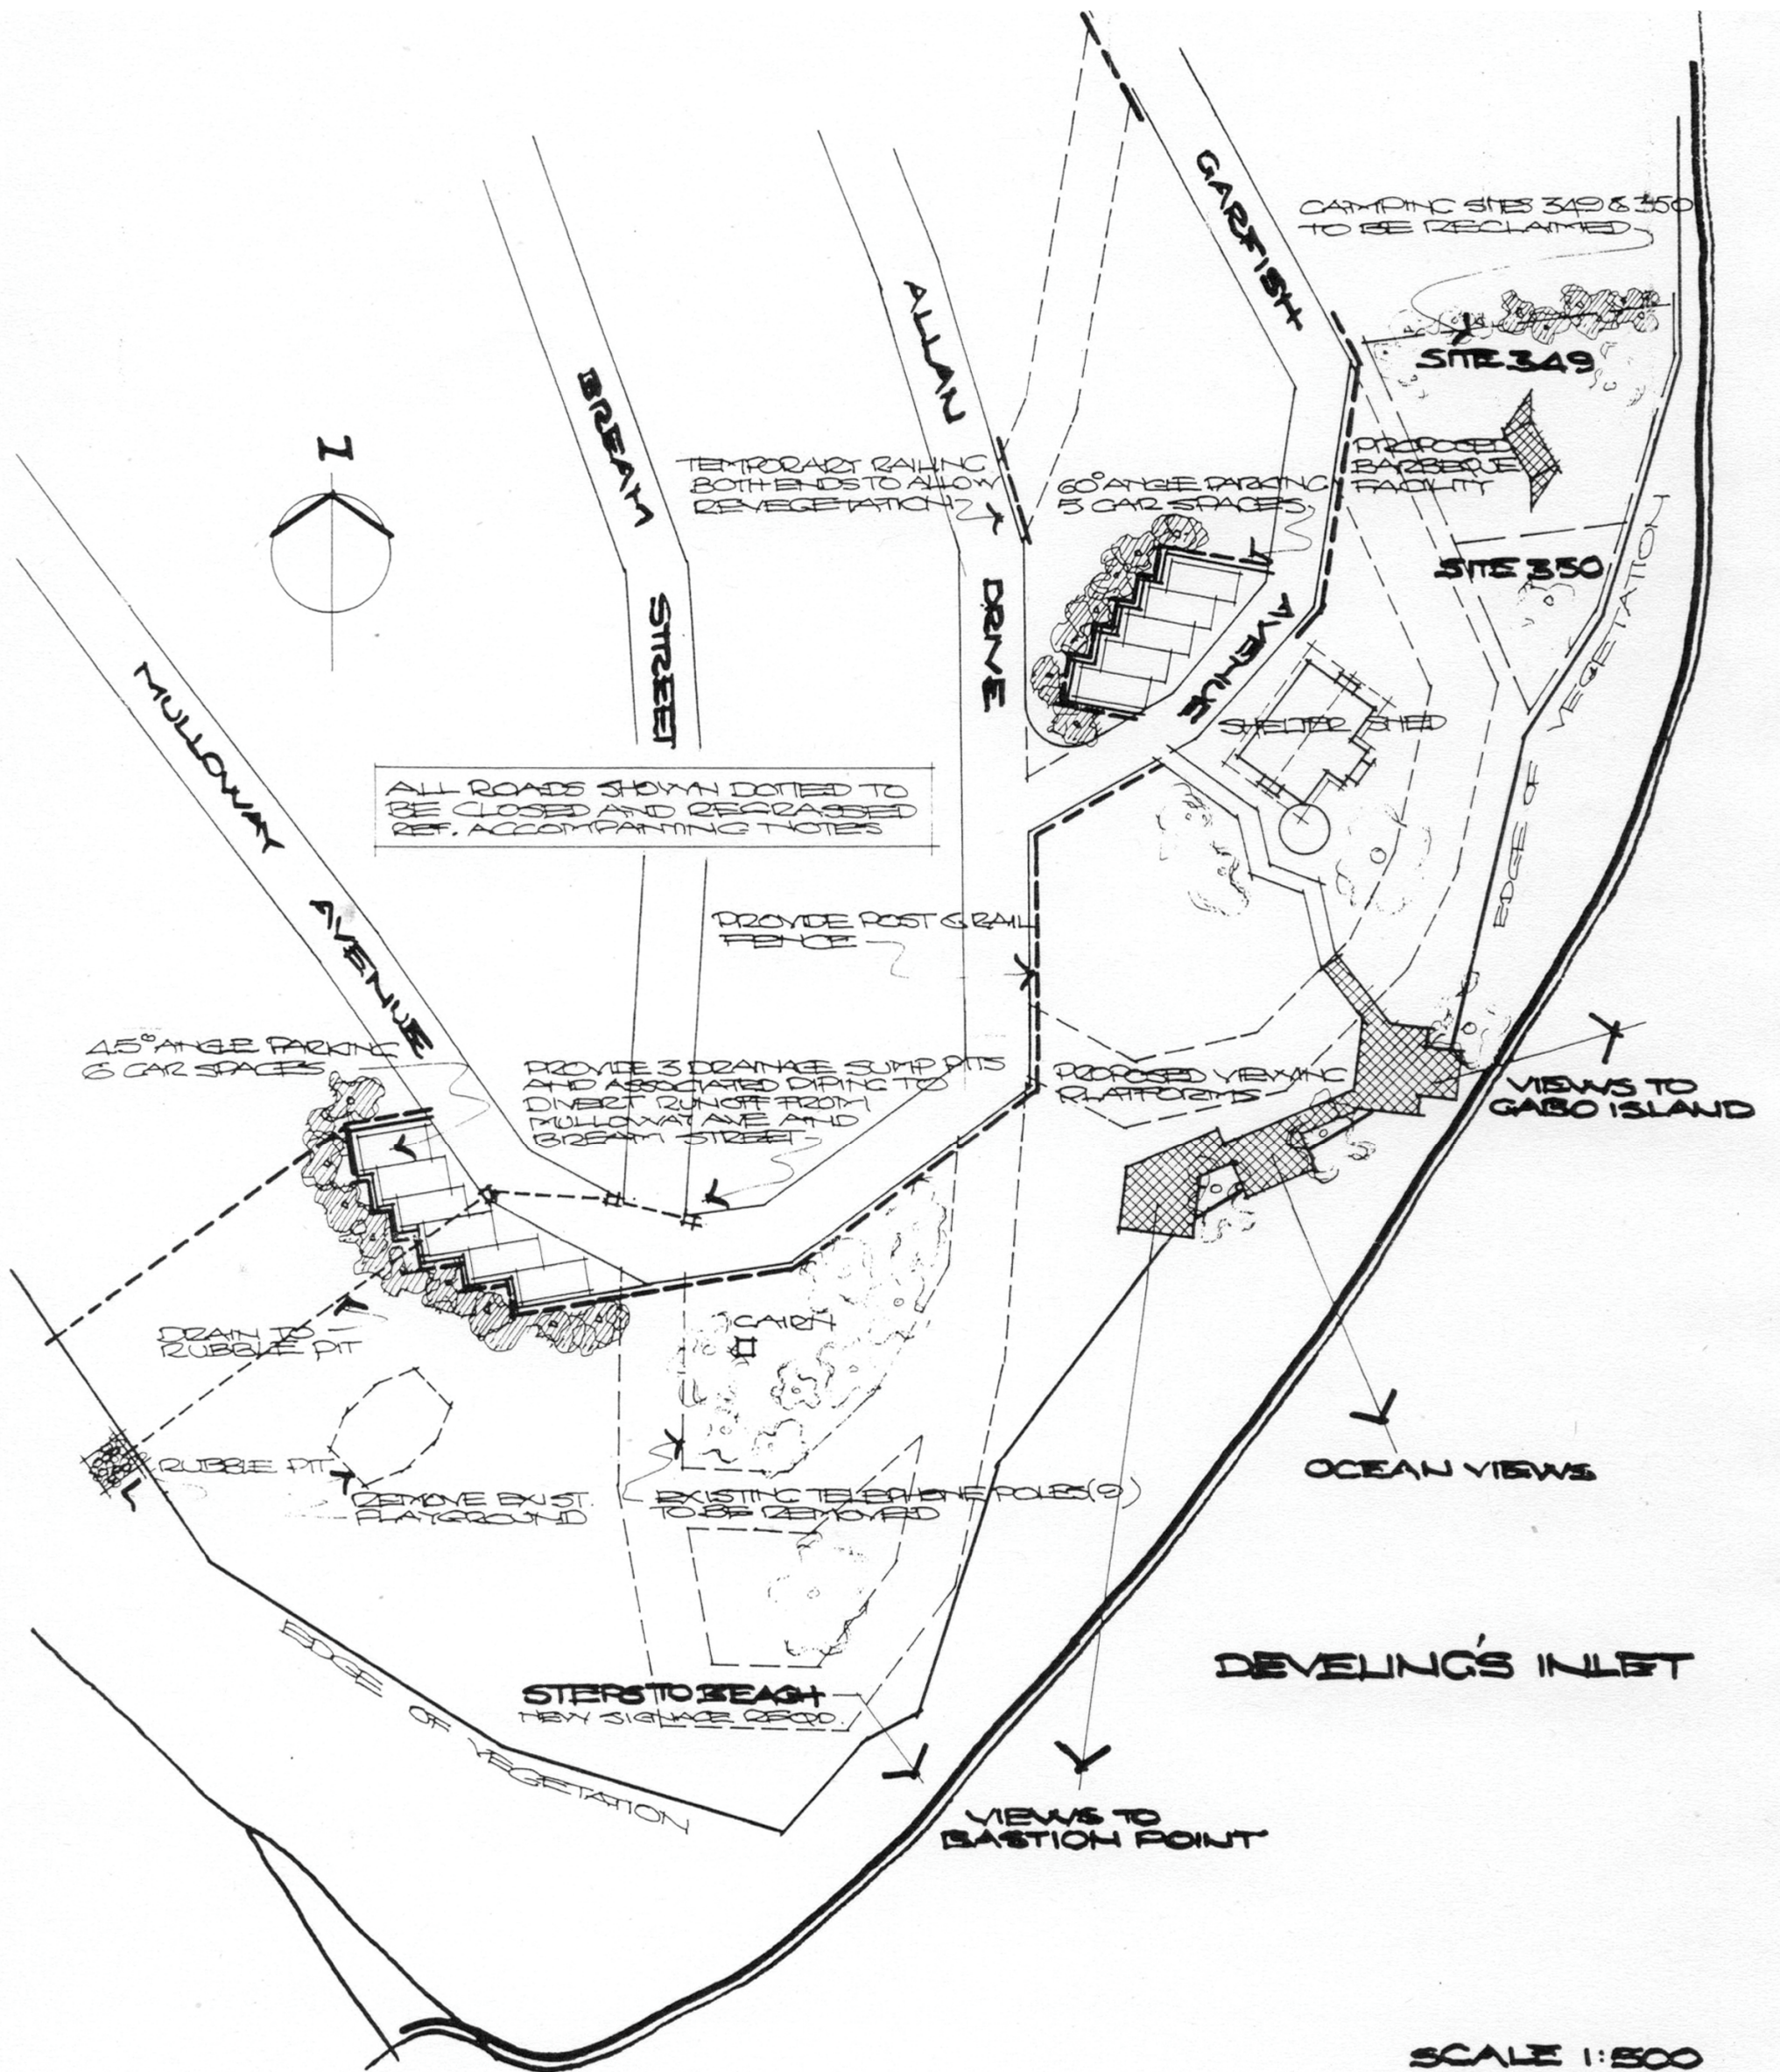 GARFISH
AVENUE
CAMPING SITES 349 & 350
TO BE RECLAIMED
SITE 349
PROPOSED
BARBEQUE
FACILITY
SITE 350
ALLAN
DRIVE
BREAM
STREET
TEMPORARY RAILING
BOTH ENDS TO ALLOW
REVEGETATION
60° ANGLE PARKING
5 CAR SPACES
MULLOWAY
AVENUE
SHELTER SHED
EDGE OF VEGETATION
ALL ROADS SHOWN DOTTED TO
BE CLOSED AND REGRASSED
REF. ACCOMPANYING NOTES
PROVIDE POST & RAIL
FENCE
45° ANGLE PARKING
6 CAR SPACES
PROVIDE 3 DRAINAGE SUMP PITS
AND ASSOCIATED PIPING TO
DIVERT RUNOFF FROM
MULLOWAY AVE AND
BREAM STREET
PROPOSED VIEWING
PLATFORMS
VIEWS TO
GABO ISLAND
DRAIN TO
RUBBLE PIT
CAIRN
RUBBLE PIT
REMOVE EXIST.
PLAYGROUND
EXISTING TELEPHONE POLES (9)
TO BE REMOVED
OCEAN VIEWS
EDGE OF VEGETATION
STEPS TO BEACH
NEW SIGNAGE REQD.
DEVELING'S INLET
VIEWS TO
BASTION POINT
SCALE 1:500